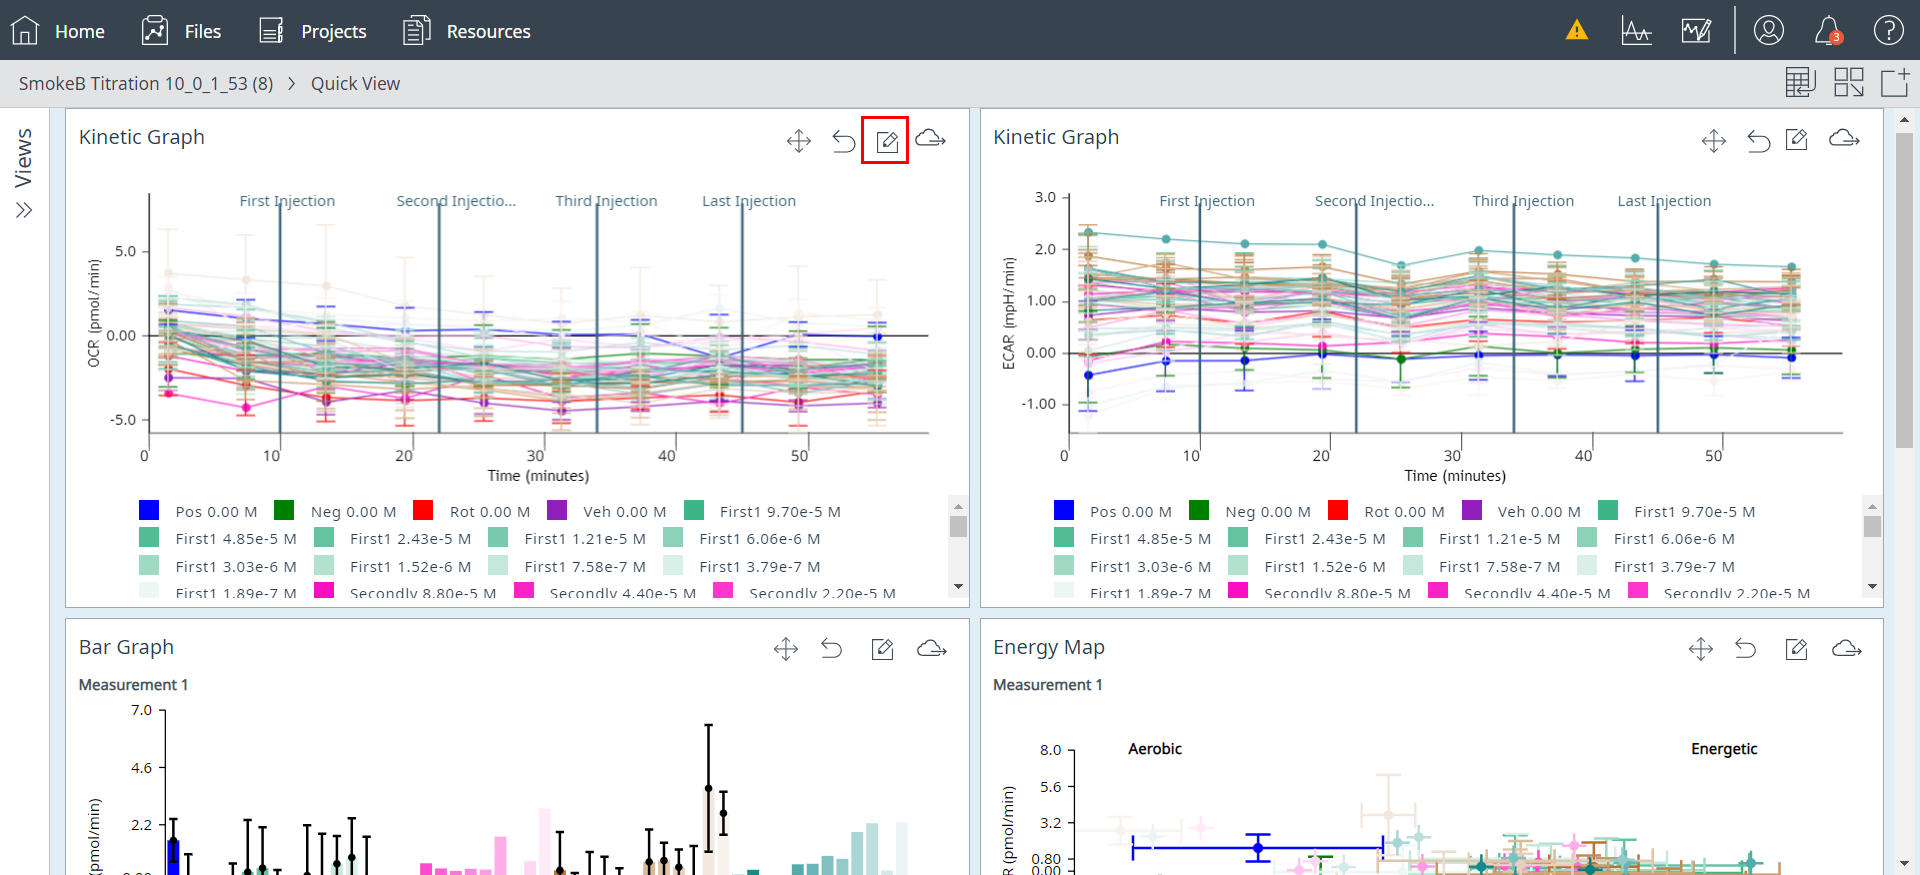 Home Files Projects Resources 3
SmokeB Titration 10_0_1_53 (8) > Quick View
Views
Kinetic Graph
First Injection Second Injectio... Third Injection Last Injection
OCR (pmol/min)
5.0
0.00
-5.0
0 10 20 30 40 50
Time (minutes)
Pos 0.00 M Neg 0.00 M Rot 0.00 M Veh 0.00 M First1 9.70e-5 M
First1 4.85e-5 M First1 2.43e-5 M First1 1.21e-5 M First1 6.06e-6 M
First1 3.03e-6 M First1 1.52e-6 M First1 7.58e-7 M First1 3.79e-7 M
First1 1.89e-7 M Secondly 8.80e-5 M Secondly 4.40e-5 M Secondly 2.20e-5 M
Kinetic Graph
First Injection Second Injectio... Third Injection Last Injection
ECAR (mpH/min)
3.0
2.0
1.00
0.00
-1.00
0 10 20 30 40 50
Time (minutes)
Pos 0.00 M Neg 0.00 M Rot 0.00 M Veh 0.00 M First1 9.70e-5 M
First1 4.85e-5 M First1 2.43e-5 M First1 1.21e-5 M First1 6.06e-6 M
First1 3.03e-6 M First1 1.52e-6 M First1 7.58e-7 M First1 3.79e-7 M
First1 1.89e-7 M Secondly 8.80e-5 M Secondly 4.40e-5 M Secondly 2.20e-5 M
Bar Graph
Measurement 1
7.0
4.6
2.2
(pmol/min)
Energy Map
Measurement 1
Aerobic Energetic
8.0
5.6
3.2
0.80
0.00
R (pmol/min)